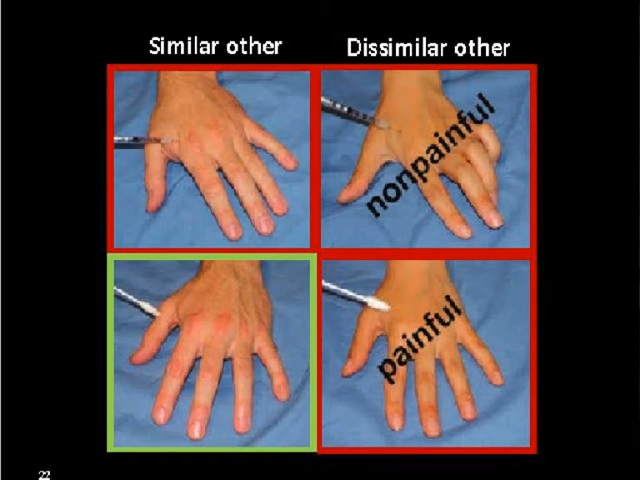 Similar other
Dissimilar other
nonpainful
painful
22